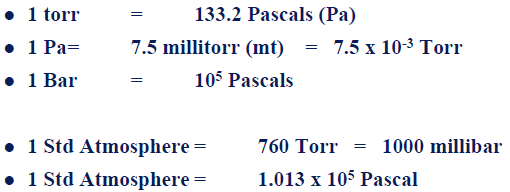 • 1 torr = 133.2 Pascals (Pa)
• 1 Pa= 7.5 millitorr (mt) = 7.5 x 10⁻³ Torr
• 1 Bar = 10⁵ Pascals
• 1 Std Atmosphere = 760 Torr = 1000 millibar
• 1 Std Atmosphere = 1.013 x 10⁵ Pascal